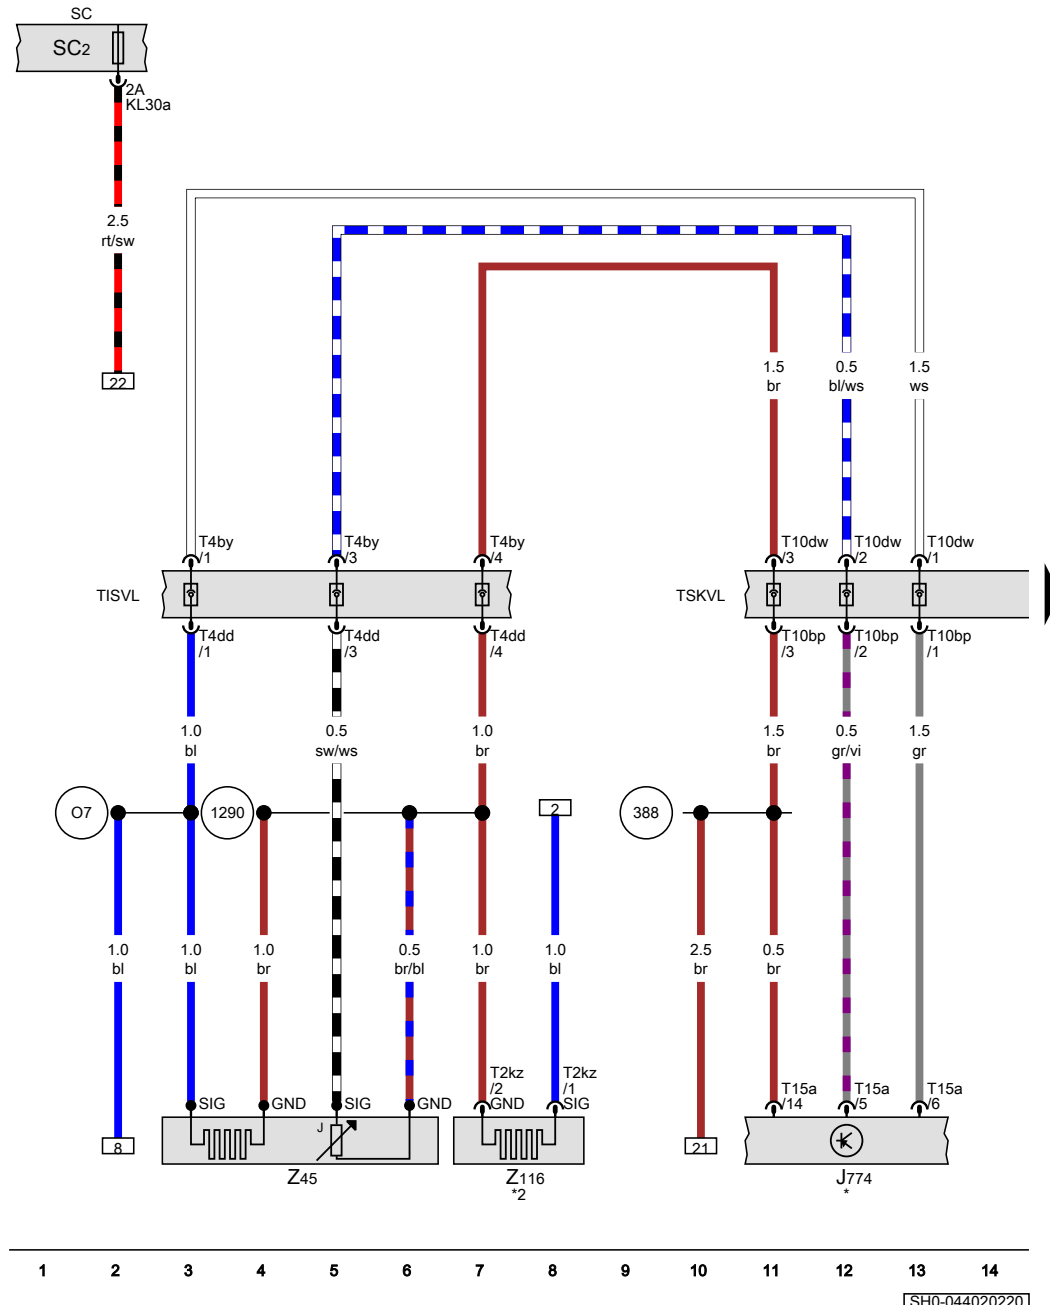 SC
SC2
2A
KL30a
2.5
rt/sw
22
1.5
br
0.5
bl/ws
1.5
ws
T4by
/1
T4by
/3
T4by
/4
T10dw
/3
T10dw
/2
T10dw
/1
TISVL
TSKVL
T4dd
/1
T4dd
/3
T4dd
/4
T10bp
/3
T10bp
/2
T10bp
/1
1.0
bl
0.5
sw/ws
1.0
br
1.5
br
0.5
gr/vi
1.5
gr
O7
1290
2
388
1.0
bl
1.0
bl
1.0
br
0.5
br/bl
1.0
br
1.0
bl
2.5
br
0.5
br
T2kz
/2
T2kz
/1
T15a
/14
T15a
/5
T15a
/6
SIG
GND
SIG
GND
GND
SIG
J
8
21
Z45
Z116
*2
J774
*
1 2 3 4 5 6 7 8 9 10 11 12 13 14
SH0-044020220